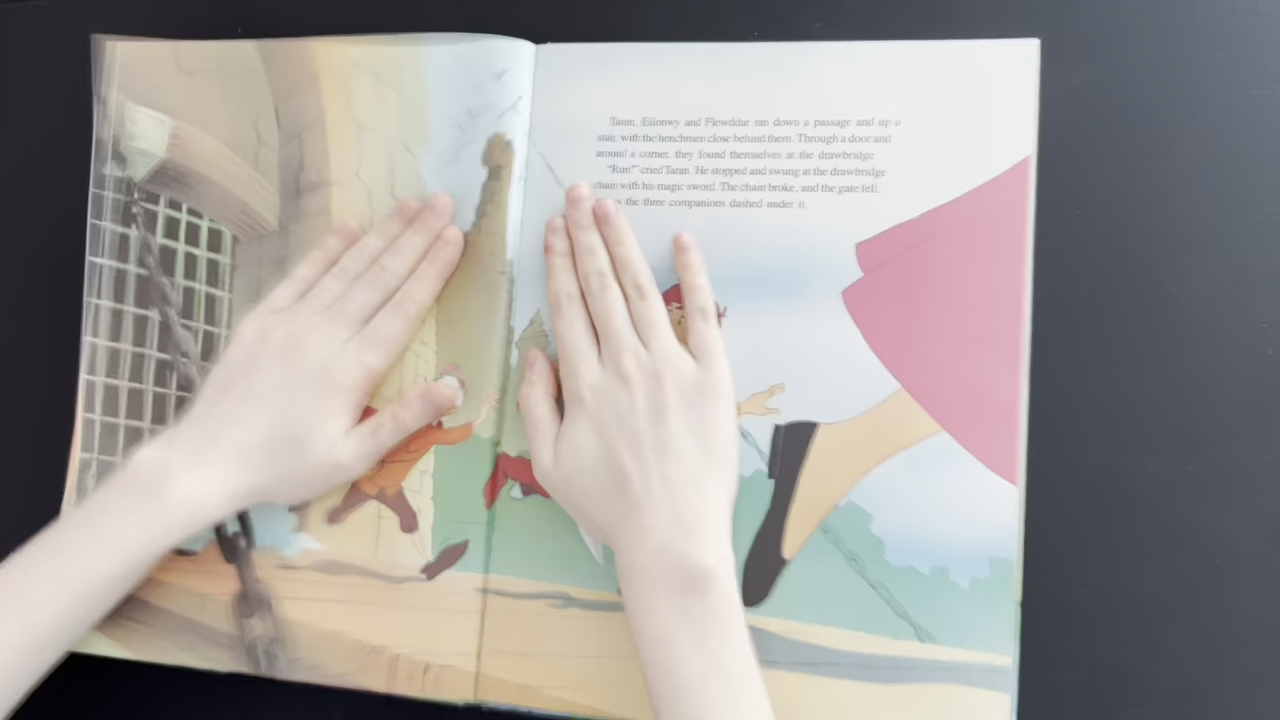 Taran, Eilonwy and Flewddur ran down a passage and up a
stair, with the henchmen close behind them. Through a door and
around a corner, they found themselves at the drawbridge.
"Run!" cried Taran. He stopped and swung at the drawbridge
chain with his magic sword. The chain broke, and the gate fell,
the three companions dashed under it.